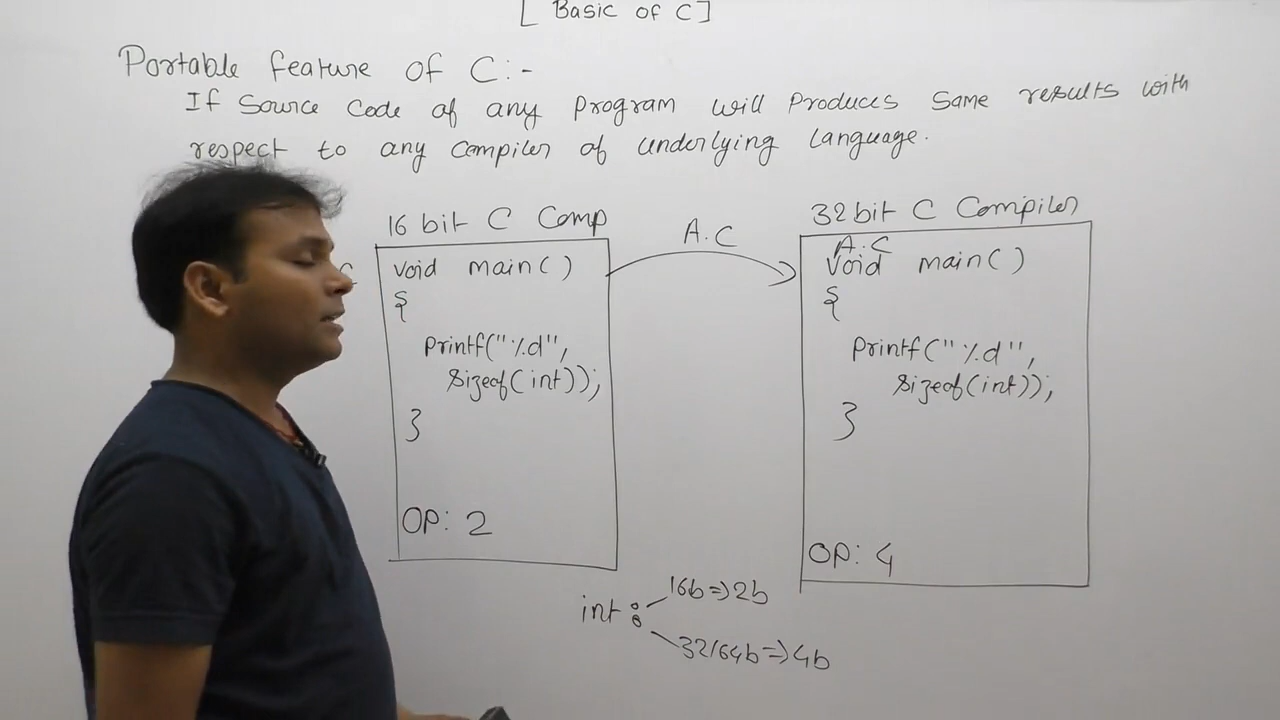 [ Basic of C]
Portable feature of C:-
If Source Code of any program will produces same results with
respect to any compiler of underlying language.
16 bit C Comp
void main()
{
printf("%d",
sizeof(int));
}
OP: 2
A.C
32bit C Compiler
A.C
void main()
{
printf("%d",
sizeof(int));
}
OP: 4
int :
16b=>2b
32/64b=>4b